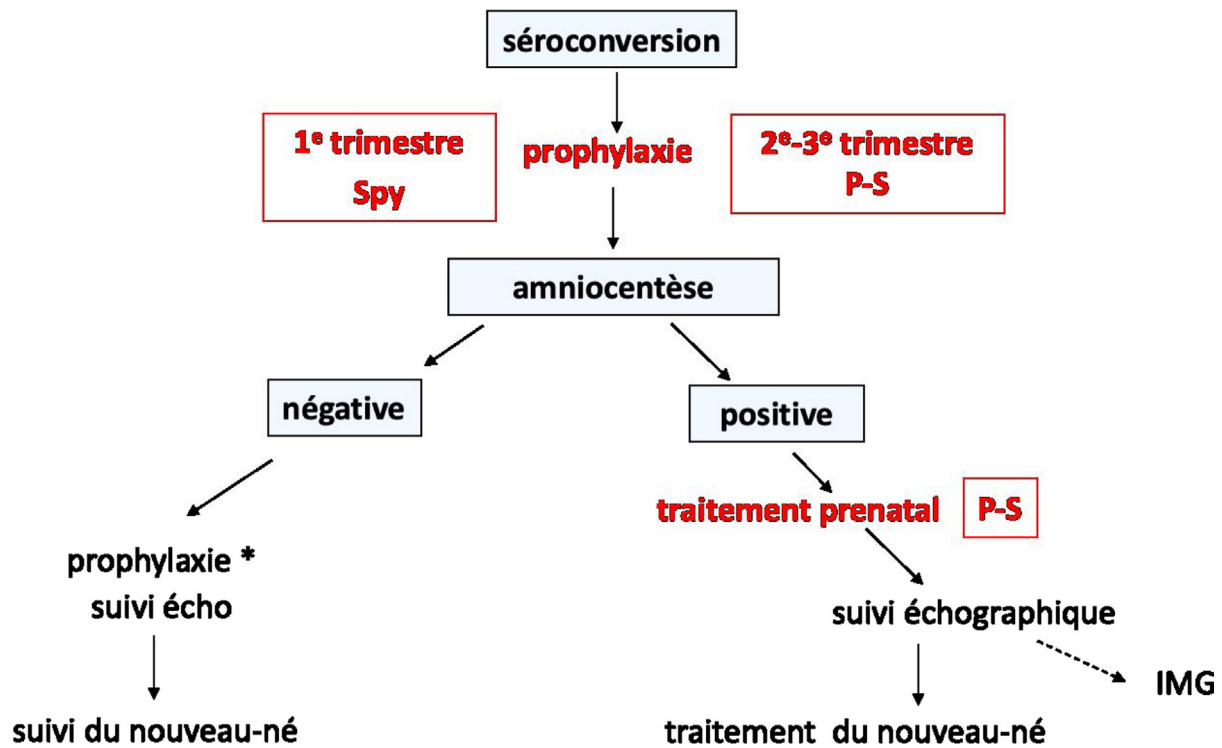 séroconversion
1e trimestre
Spy
prophylaxie
2e-3e trimestre
P-S
amniocentèse
négative
positive
traitement prenatal
P-S
prophylaxie *
suivi écho
suivi échographique
IMG
suivi du nouveau-né
traitement du nouveau-né